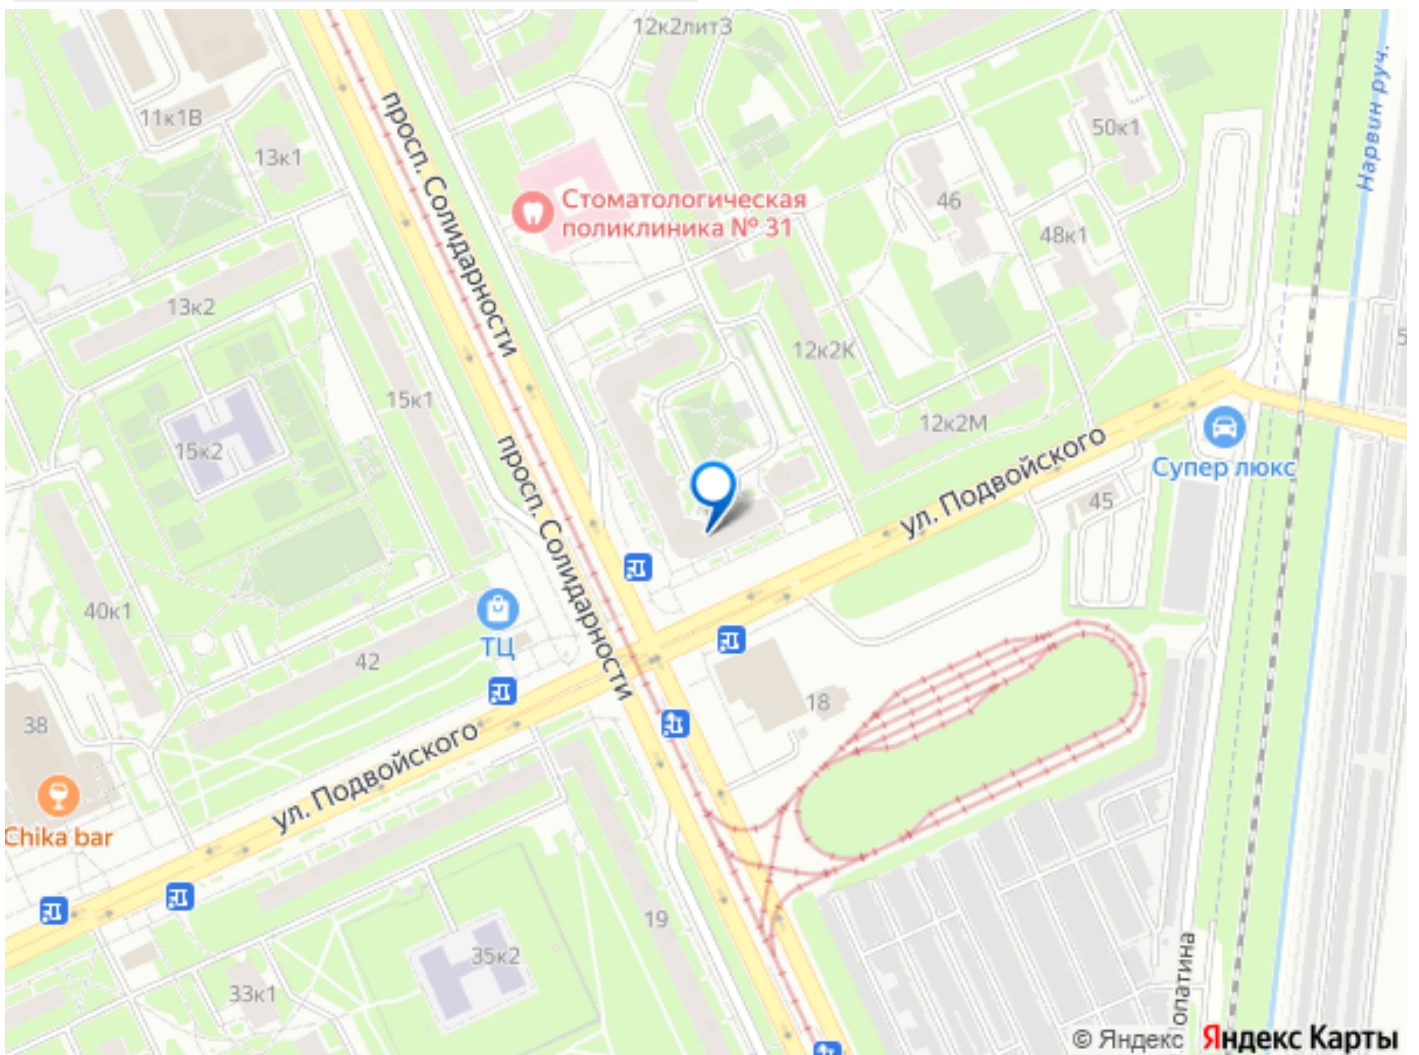 12к2литЗ
Нарвин руч.
11к1В
просп. Солидарности
50к1
13к1
Стоматологическая
поликлиника № 31
46
48к1
13к2
12к2К
15к1
12к2М
15к2
просп. Солидарности
ул. Подвойского
Супер люкс
45
40к1
ТЦ
42
38
18
ул. Подвойского
Chika bar
19
35к2
33к1
опатина
© Яндекс Яндекс Карты